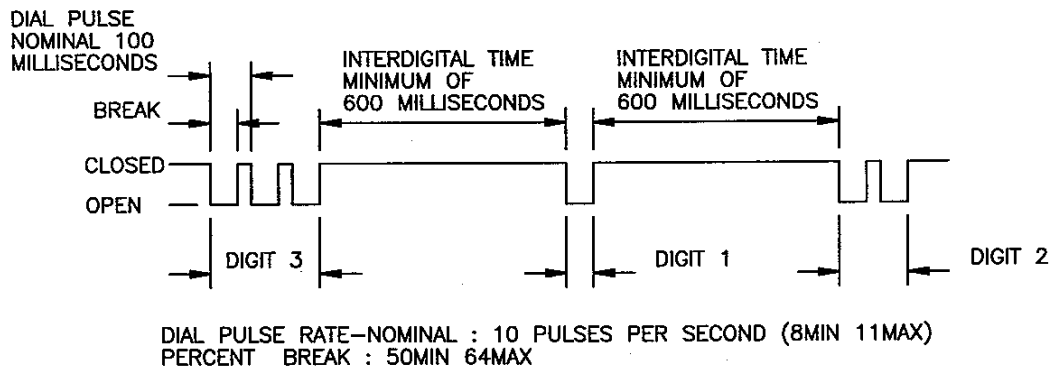 DIAL PULSE
NOMINAL 100
MILLISECONDS
BREAK
INTERDIGITAL TIME
MINIMUM OF
600 MILLISECONDS
INTERDIGITAL TIME
MINIMUM OF
600 MILLISECONDS
CLOSED
OPEN
DIGIT 3
DIGIT 1
DIGIT 2
DIAL PULSE RATE-NOMINAL : 10 PULSES PER SECOND (8MIN 11MAX)
PERCENT BREAK : 50MIN 64MAX